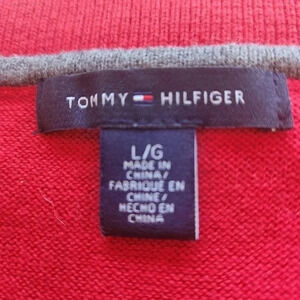 TOMMY HILFIGER
L/G
MADE IN
CHINA/
FABRIQUÉ EN
CHINE/
HECHO EN
CHINA